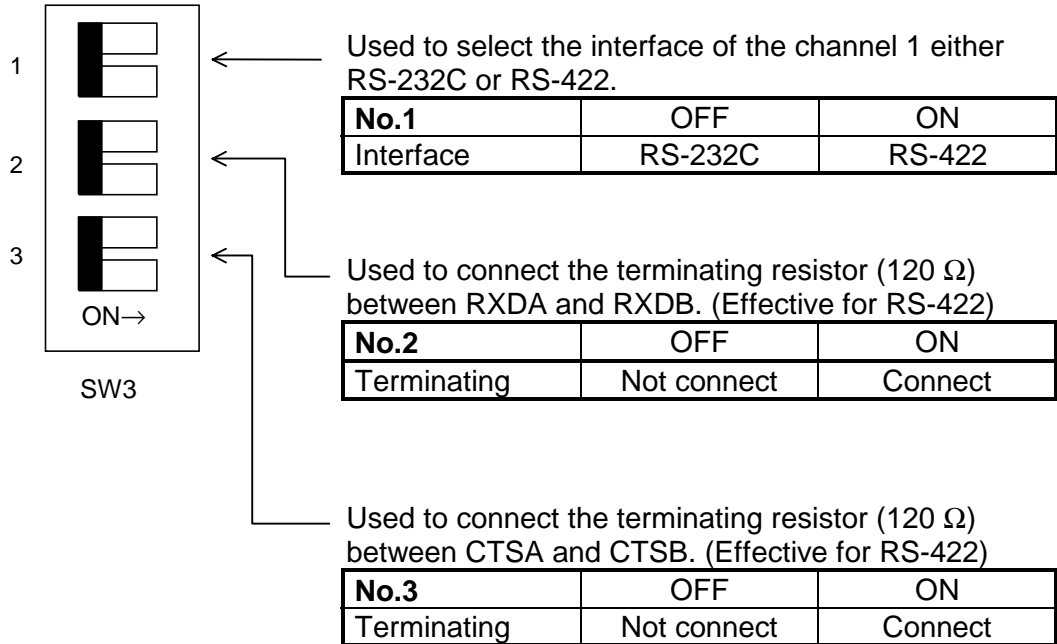 1
2
3
ON→
SW3
Used to select the interface of the channel 1 either
RS-232C or RS-422.
No.1 OFF ON
Interface RS-232C RS-422
Used to connect the terminating resistor (120 Ω)
between RXDA and RXDB. (Effective for RS-422)
No.2 OFF ON
Terminating Not connect Connect
Used to connect the terminating resistor (120 Ω)
between CTSA and CTSB. (Effective for RS-422)
No.3 OFF ON
Terminating Not connect Connect